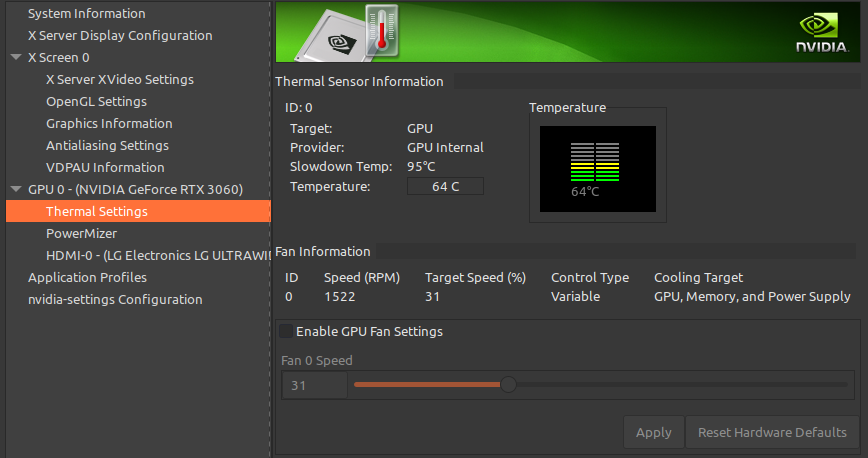 System Information
X Server Display Configuration
X Screen 0
X Server XVideo Settings
OpenGL Settings
Graphics Information
Antialiasing Settings
VDPAU Information
GPU 0 - (NVIDIA GeForce RTX 3060)
Thermal Settings
PowerMizer
HDMI-0 - (LG Electronics LG ULTRAWI
Application Profiles
nvidia-settings Configuration
NVIDIA.
Thermal Sensor Information
ID: 0
Target: GPU
Provider: GPU Internal
Slowdown Temp: 95°C
Temperature: 64 C
Temperature
64°C
Fan Information
ID Speed (RPM) Target Speed (%) Control Type Cooling Target
0 1522 31 Variable GPU, Memory, and Power Supply
Enable GPU Fan Settings
Fan 0 Speed
31
Apply Reset Hardware Defaults